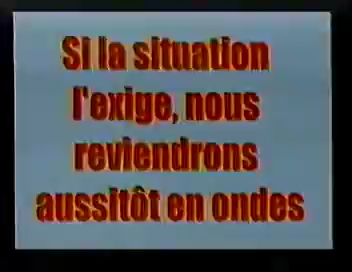 Si la situation
l'exige, nous
reviendrons
aussitôt en ondes